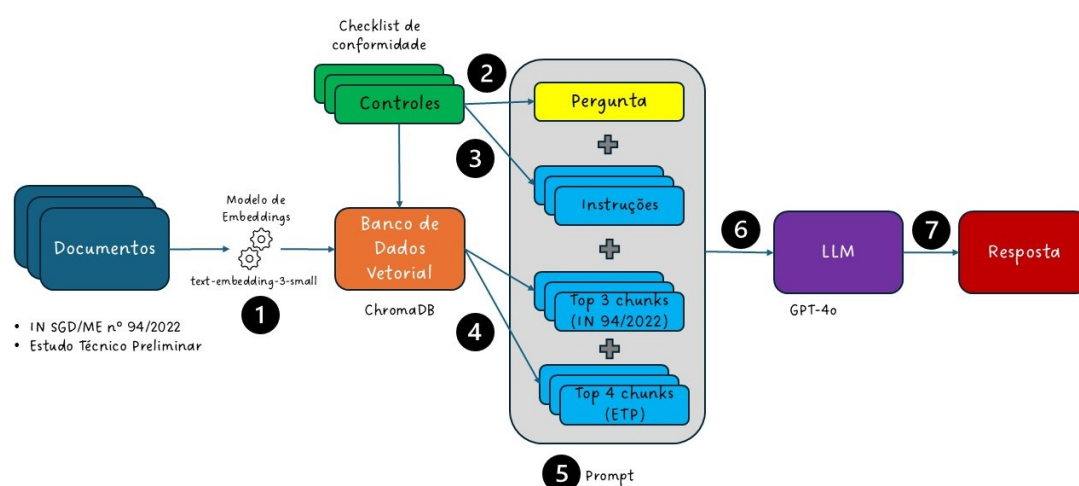 Checklist de
conformidade
Controles
2
Pergunta
3
Instruções
Documentos
Modelo de
Embeddings
text-embedding-3-small
1
Banco de
Dados
Vetorial
ChromaDB
4
Top 3 chunks
(IN 94/2022)
Top 4 chunks
(ETP)
5 Prompt
6
LLM
GPT-4o
7
Resposta
• IN SGD/ME nº 94/2022
• Estudo Técnico Preliminar